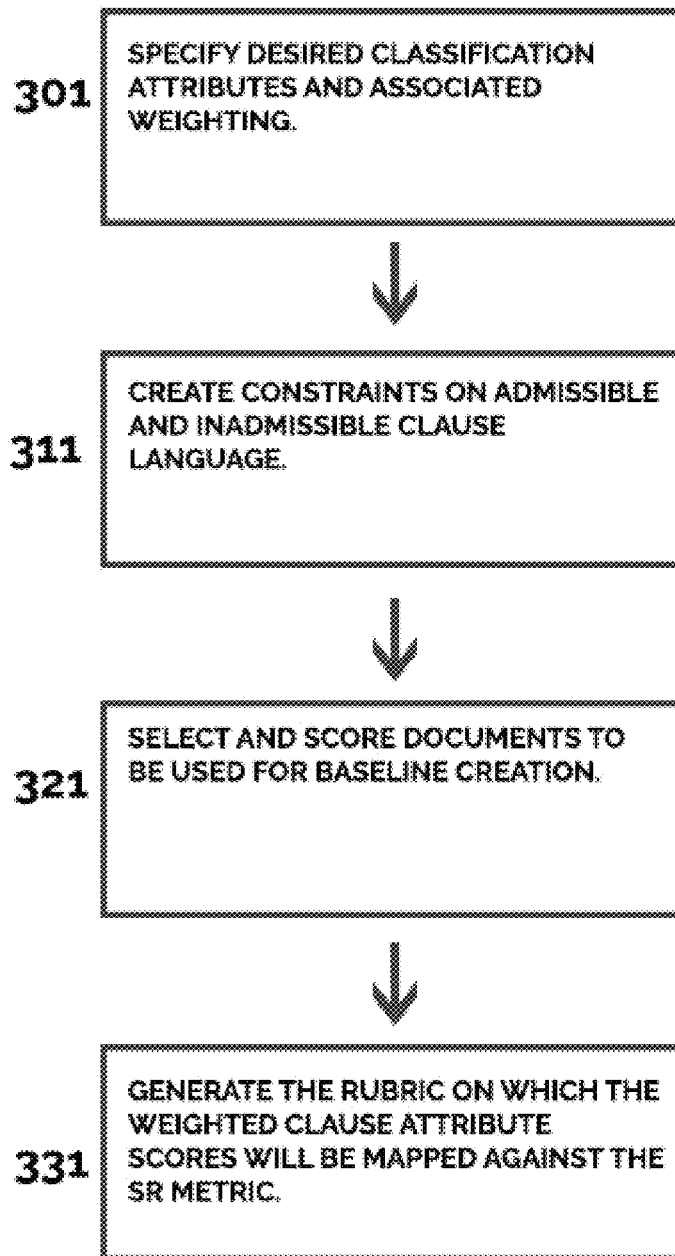 301
SPECIFY DESIRED CLASSIFICATION
ATTRIBUTES AND ASSOCIATED
WEIGHTING.
311
CREATE CONSTRAINTS ON ADMISSIBLE
AND INADMISSIBLE CLAUSE
LANGUAGE.
321
SELECT AND SCORE DOCUMENTS TO
BE USED FOR BASELINE CREATION.
331
GENERATE THE RUBRIC ON WHICH THE
WEIGHTED CLAUSE ATTRIBUTE
SCORES WILL BE MAPPED AGAINST THE
SR METRIC.